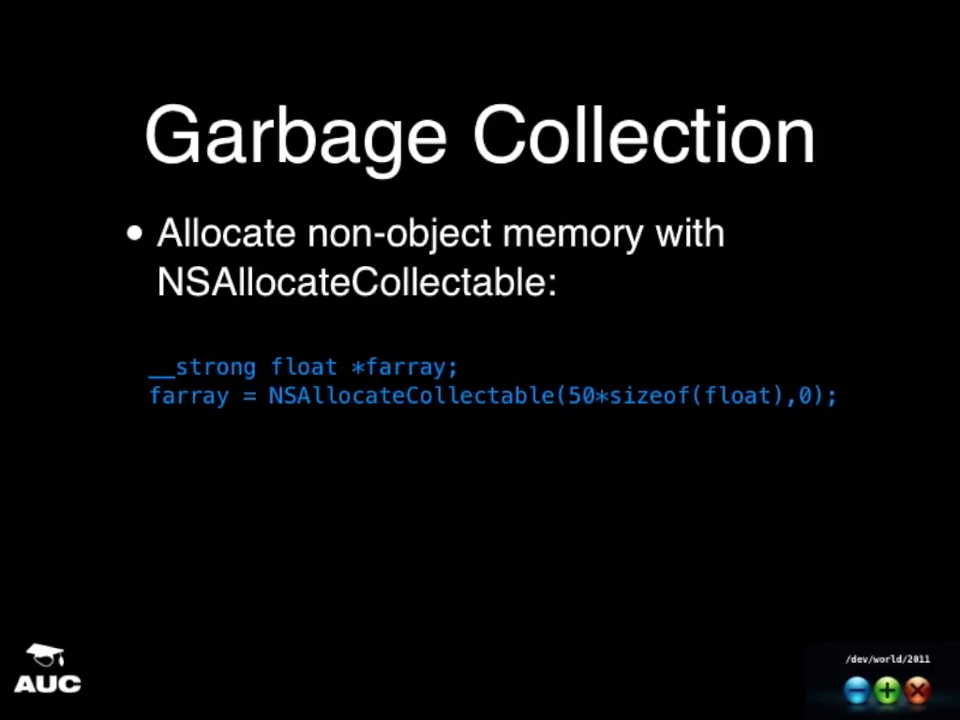 Garbage Collection
• Allocate non-object memory with
NSAllocateCollectable:
__strong float *farray;
farray = NSAllocateCollectable(50*sizeof(float),0);
AUC
/dev/world/2011